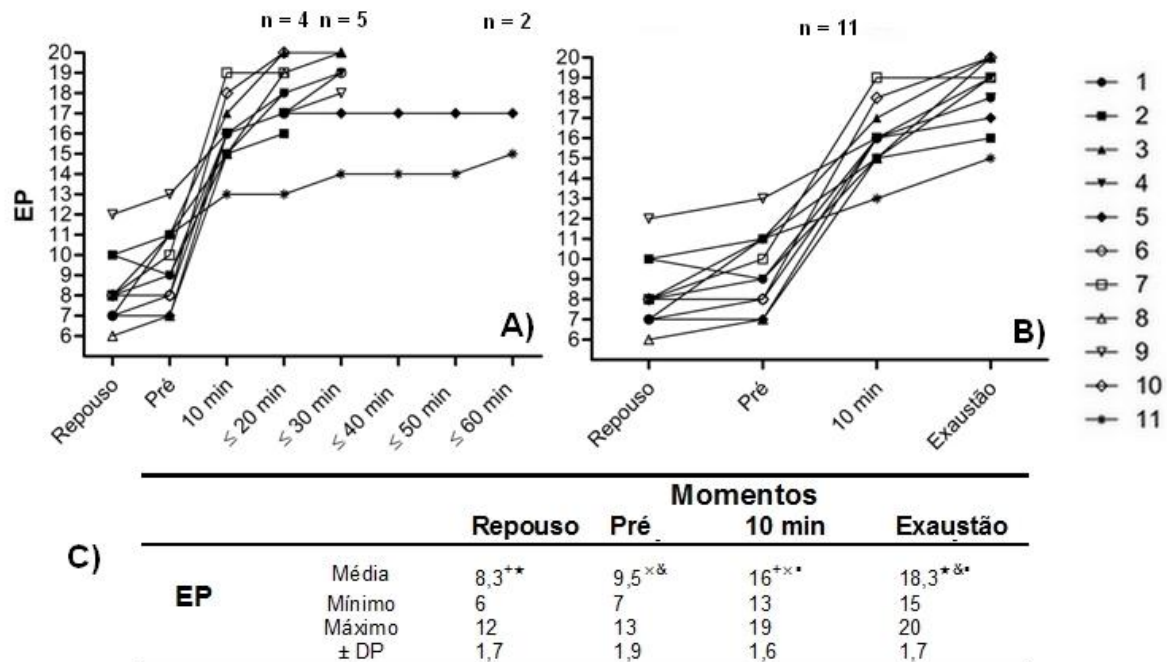 n = 4 n = 5 n = 2
n = 11
EP
20
19
18
17
16
15
14
13
12
11
10
9
8
7
6
A)
Repouso
Pré
10 min
≤ 20 min
≤ 30 min
≤ 40 min
≤ 50 min
≤ 60 min
20
19
18
17
16
15
14
13
12
11
10
9
8
7
6
B)
Repouso
Pré
10 min
Exaustão
1
2
3
4
5
6
7
8
9
10
11
C)
Momentos
Repouso Pré 10 min Exaustão
EP
Média 8,3⁺* 9,5ˣ& 16⁺ˣ▪ 18,3*&▪
Mínimo 6 7 13 15
Máximo 12 13 19 20
± DP 1,7 1,9 1,6 1,7